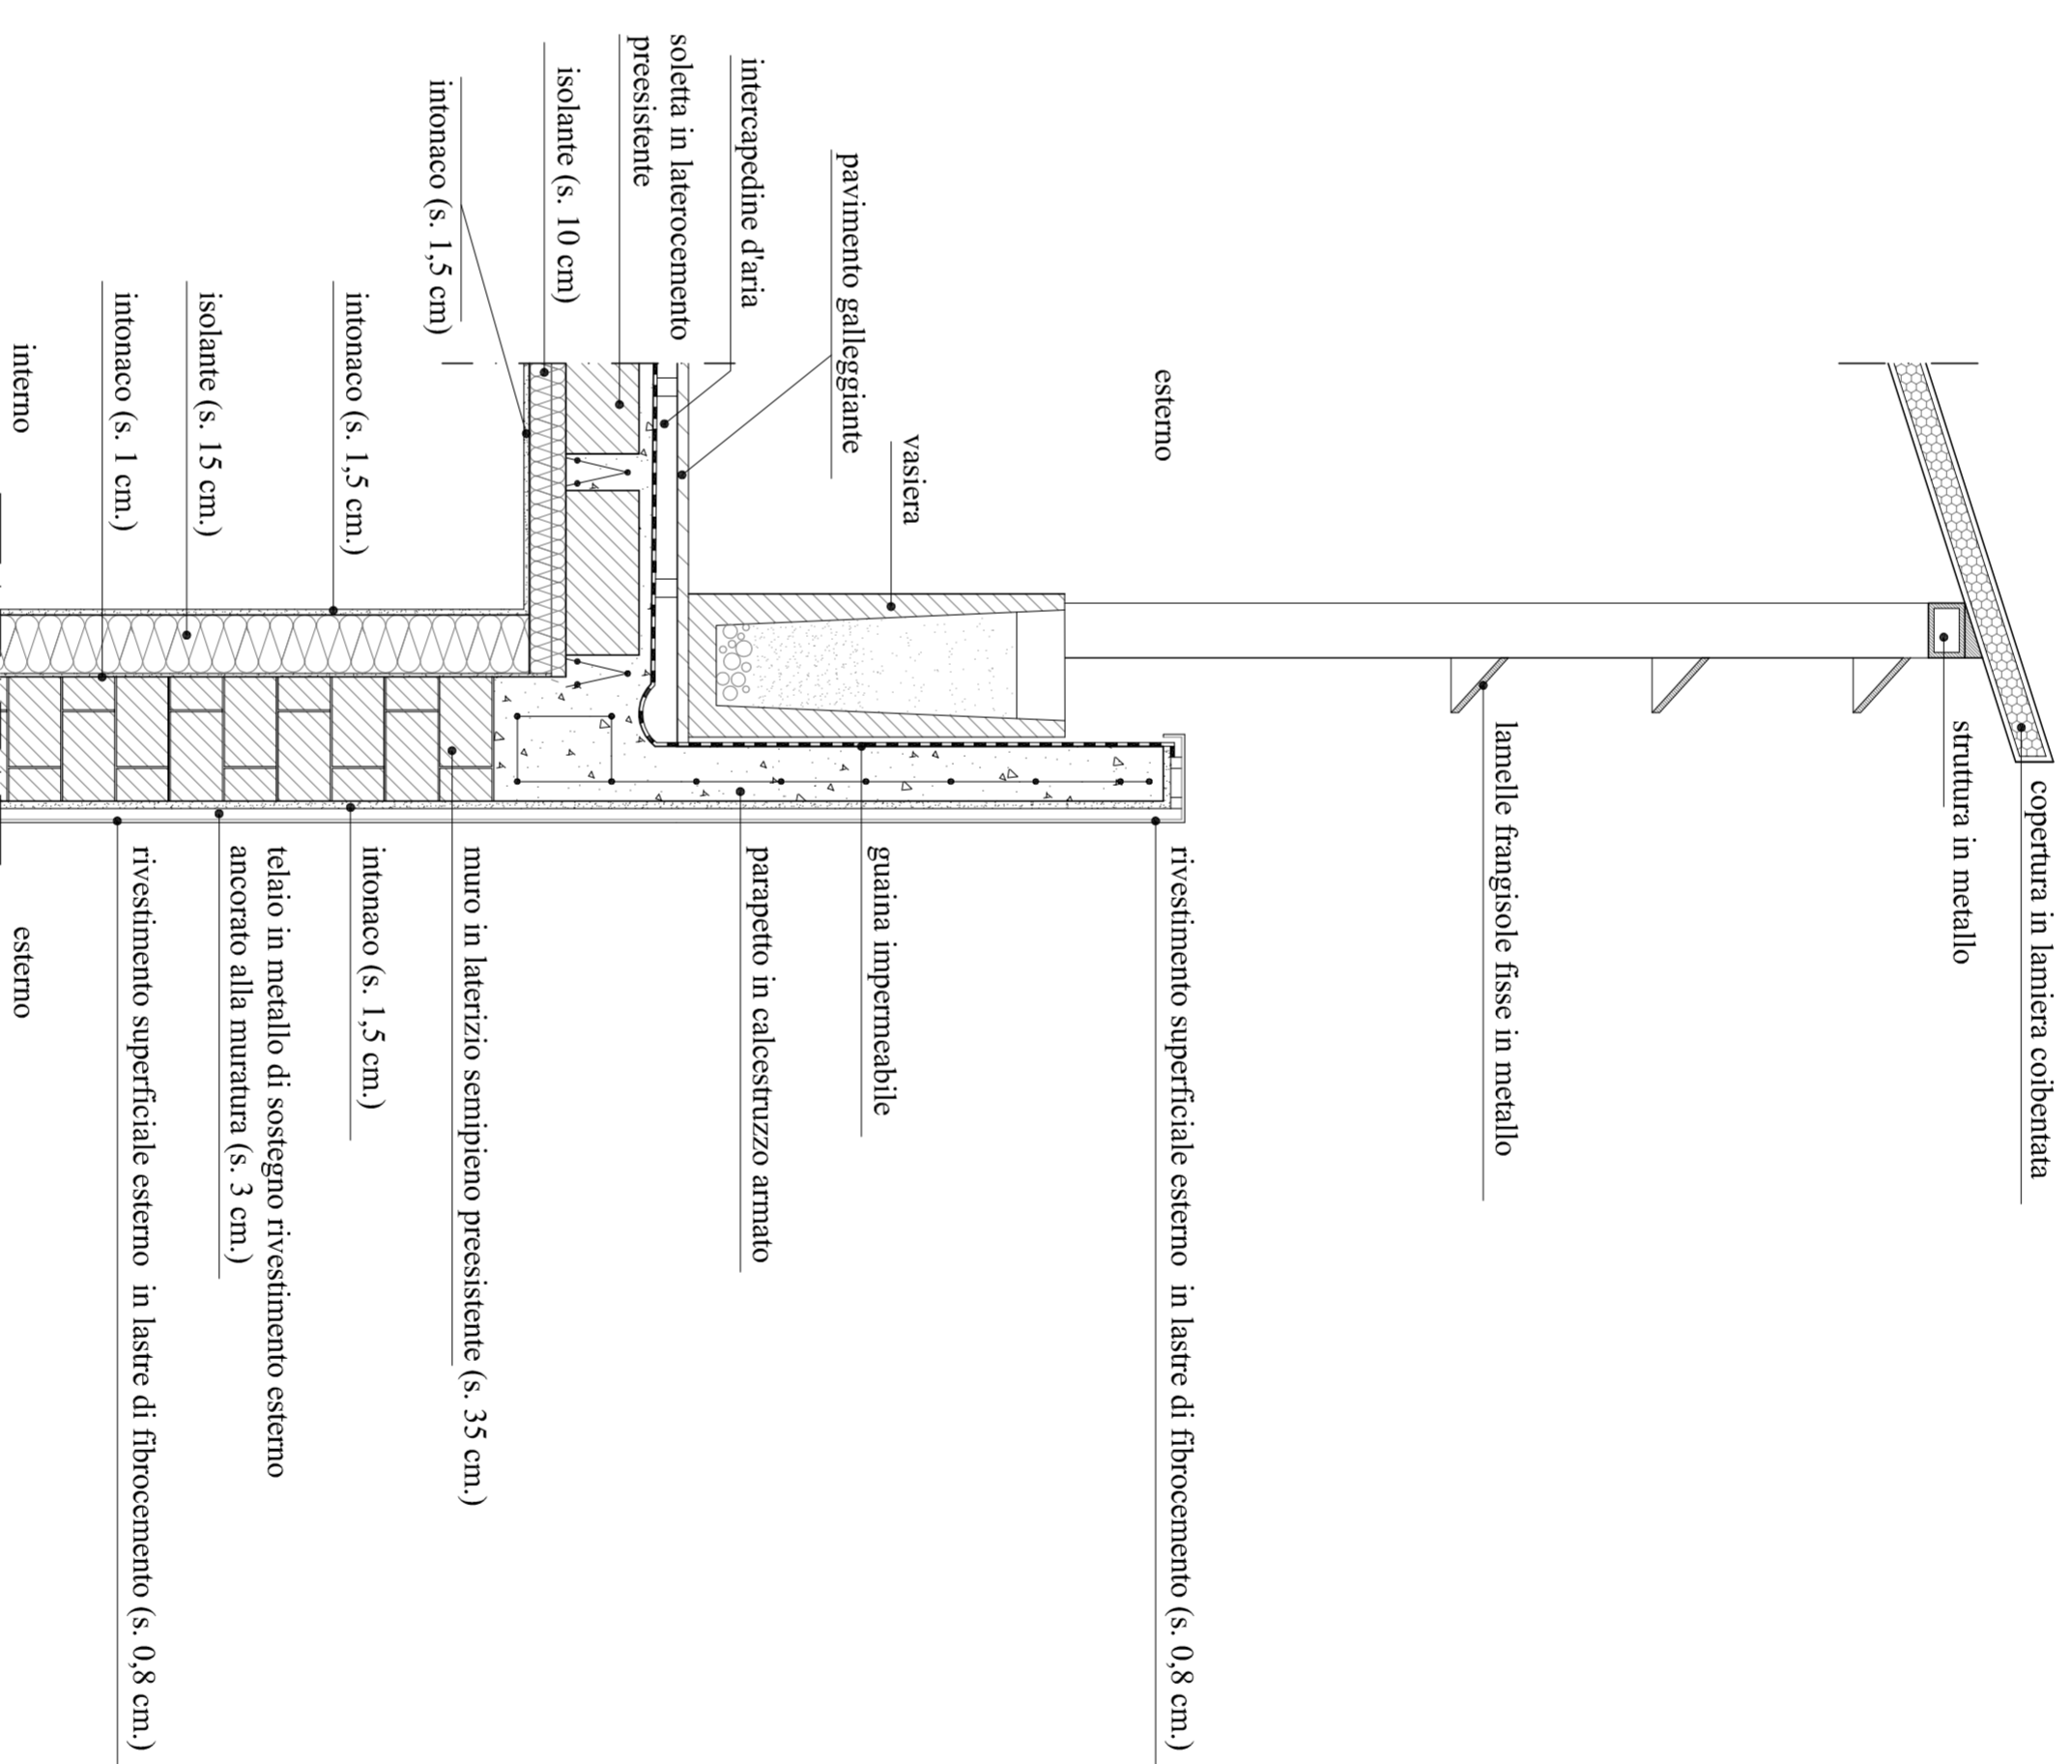 copertura in lamiera coibentata
struttura in metallo
lamelle frangisole fisse in metallo
esterno
rivestimento superficiale esterno in lastre di fibrocemento (s. 0,8 cm.)
vasiera
guaina impermeabile
pavimento galleggiante
parapetto in calcestruzzo armato
intercapedine d'aria
soletta in laterocemento
preesistente
isolante (s. 10 cm)
intonaco (s. 1,5 cm)
muro in laterizio semipieno preesistente (s. 35 cm.)
intonaco (s. 1,5 cm.)
intonaco (s. 1,5 cm.)
telaio in metallo di sostegno rivestimento esterno
ancorato alla muratura (s. 3 cm.)
isolante (s. 15 cm.)
rivestimento superficiale esterno in lastre di fibrocemento (s. 0,8 cm.)
intonaco (s. 1 cm.)
interno
esterno